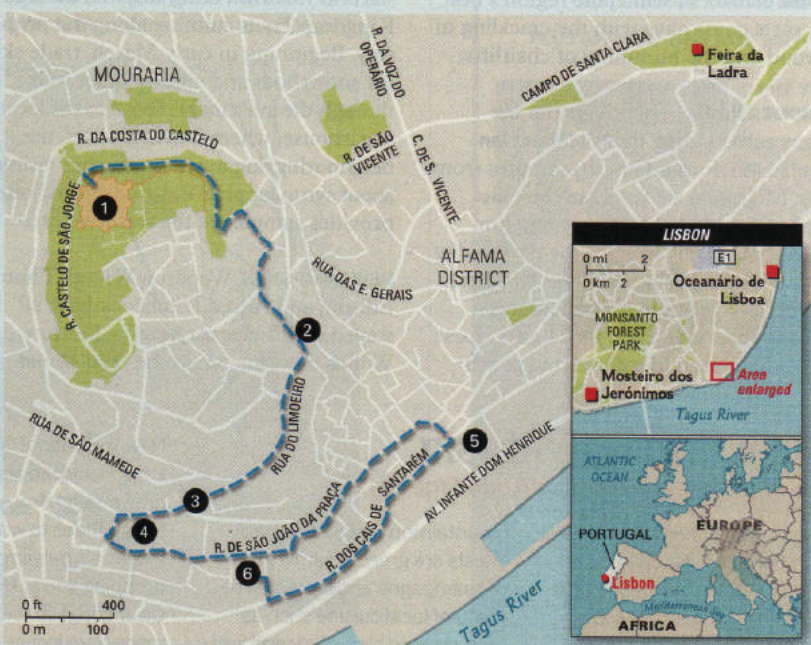 MOURARIA
R. DA COSTA DO CASTELO
R. CASTELO DE SÃO JORGE
1
R. DA VOZ DO
OPERÁRIO
R. DE SÃO
VICENTE
C. DE S. VICENTE
CAMPO DE SANTA CLARA
Feira da
Ladra
ALFAMA
DISTRICT
RUA DAS E. GERAIS
2
RUA DO LIMOEIRO
RUA DE SÃO MAMEDE
3
4
5
6
R. DE SÃO JOÃO DA PRAÇA
R. DOS CAIS DE SANTARÉM
AV. INFANTE DOM HENRIQUE
Tagus River
0 ft 400
0 m 100
LISBON
0 mi 2
0 km 2
E1
Oceanário de
Lisboa
MONSANTO
FOREST
PARK
Mosteiro dos
Jerónimos
Area
enlarged
Tagus River
ATLANTIC
OCEAN
EUROPE
PORTUGAL
Lisbon
Mediterranean Sea
AFRICA